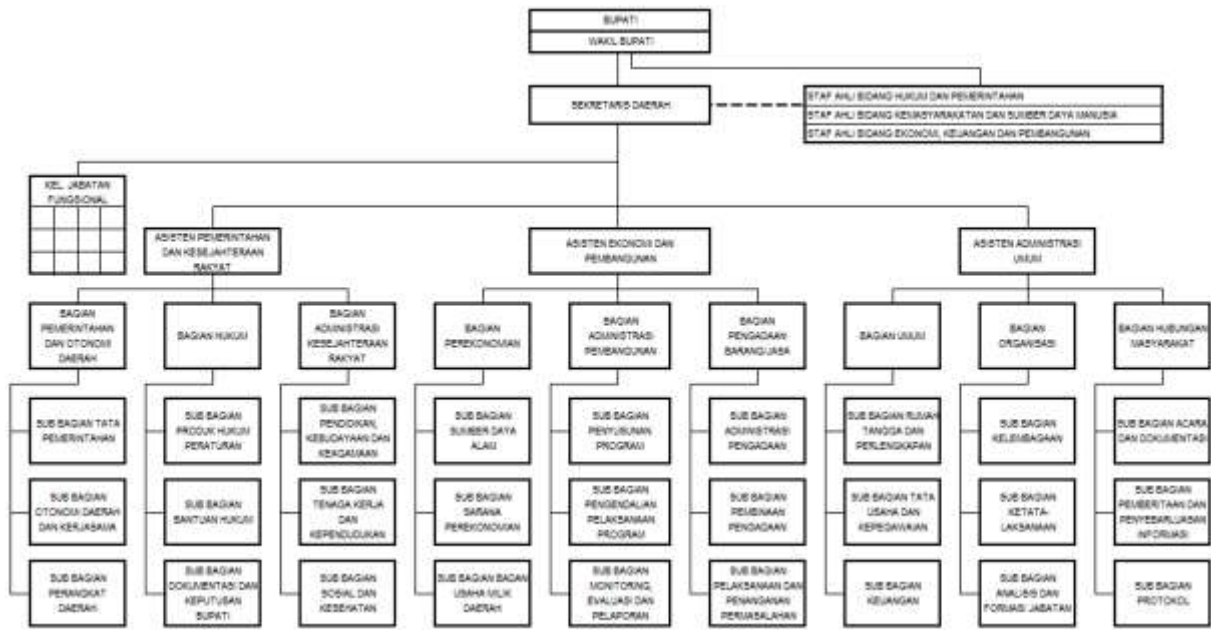 BUPATI
WAKIL BUPATI
SEKRETARIS DAERAH
STAF AHLI BIDANG HUKUM DAN PEMERINTAHAN
STAF AHLI BIDANG KEMASYARAKATAN DAN SUMBER DAYA MANUSIA
STAF AHLI BIDANG EKONOMI, KEUANGAN DAN PEMBANGUNAN
KEL. JABATAN
FUNGSIONAL
ASISTEN PEMERINTAHAN
DAN KESEJAHTERAAN
RAKYAT
ASISTEN EKONOMI DAN
PEMBANGUNAN
ASISTEN ADMINISTRASI
UMUM
BAGIAN
PEMERINTAHAN
DAN OTONOMI
DAERAH
BAGIAN HUKUM
BAGIAN
ADMINISTRASI
KESEJAHTERAAN
RAKYAT
BAGIAN
PEREKONOMIAN
BAGIAN
ADMINISTRASI
PEMBANGUNAN
BAGIAN
PENGADAAN
BARANG/JASA
BAGIAN UMUM
BAGIAN
ORGANISASI
BAGIAN HUBUNGAN
MASYARAKAT
SUB BAGIAN TATA
PEMERINTAHAN
SUB BAGIAN
PRODUK HUKUM
PERATURAN
SUB BAGIAN
PENDIDIKAN,
KEBUDAYAAN DAN
KEAGAMAAN
SUB BAGIAN
SUMBER DAYA
ALAM
SUB BAGIAN
PENYUSUNAN
PROGRAM
SUB BAGIAN
ADMINISTRASI
PENGADAAN
SUB BAGIAN RUMAH
TANGGA DAN
PERLENGKAPAN
SUB BAGIAN
KELEMBAGAAN
SUB BAGIAN ACARA
DAN DOKUMENTASI
SUB BAGIAN
OTONOMI DAERAH
DAN KERJASAMA
SUB BAGIAN
BANTUAN HUKUM
SUB BAGIAN
TENAGA KERJA
DAN
KEPENDUDUKAN
SUB BAGIAN
SARANA
PEREKONOMIAN
SUB BAGIAN
PENGENDALIAN
PELAKSANAAN
PROGRAM
SUB BAGIAN
PEMBINAAN
PENGADAAN
SUB BAGIAN TATA
USAHA DAN
KEPEGAWAIAN
SUB BAGIAN
KETATA-
LAKSANAAN
SUB BAGIAN
PEMBERITAAN DAN
PENYEBARLUASAN
INFORMASI
SUB BAGIAN
PERANGKAT
DAERAH
SUB BAGIAN
DOKUMENTASI DAN
KEPUTUSAN
BUPATI
SUB BAGIAN
SOSIAL DAN
KESEHATAN
SUB BAGIAN BADAN
USAHA MILIK
DAERAH
SUB BAGIAN
MONITORING,
EVALUASI DAN
PELAPORAN
SUB BAGIAN
PELAKSANAAN DAN
PENANGANAN
PERMASALAHAN
SUB BAGIAN
KEUANGAN
SUB BAGIAN
ANALISIS DAN
FORMASI JABATAN
SUB BAGIAN
PROTOKOL